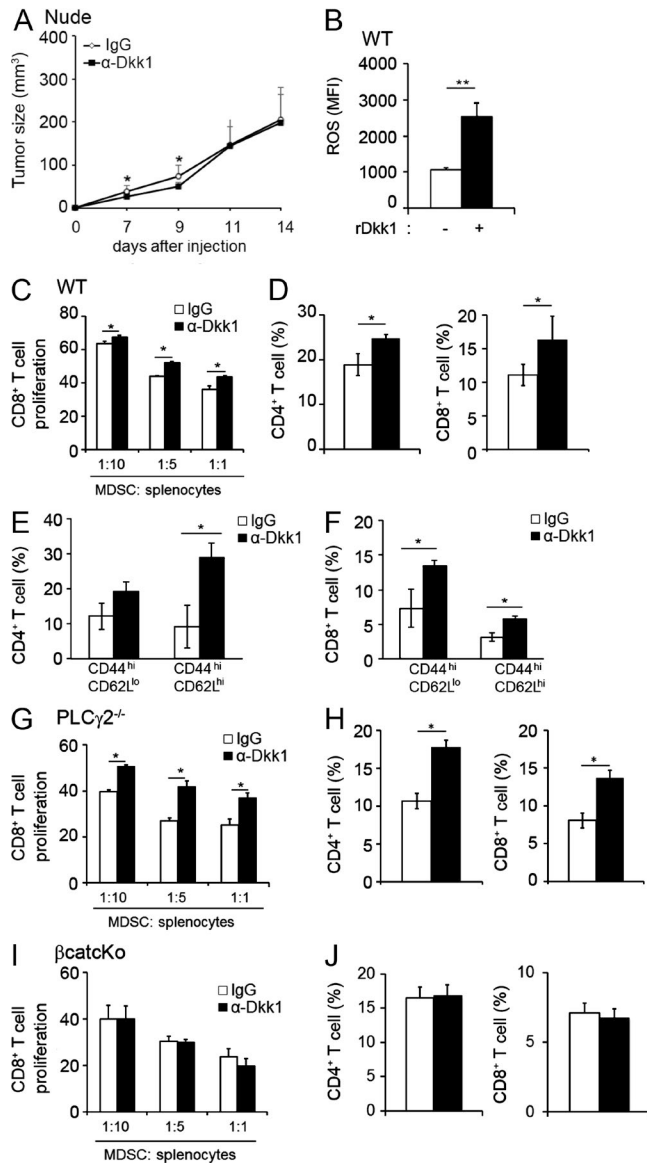 A Nude
IgG
α-Dkk1
Tumor size (mm³)
400
300
200
100
0
*
*
0 7 9 11 14
days after injection
B WT
ROS (MFI)
4000
3000
2000
1000
0
**
rDkk1 : - +
C WT
IgG
α-Dkk1
CD8⁺ T cell
proliferation
80
60
40
20
0
* * *
1:10 1:5 1:1
MDSC: splenocytes
D
CD4⁺ T cell (%)
30
20
10
0
*
CD8⁺ T cell (%)
20
15
10
5
0
*
E
IgG
α-Dkk1
CD4⁺ T cell (%)
40
30
20
10
0
*
CD44ʰⁱ CD44ʰⁱ
CD62Lˡᵒ CD62Lʰⁱ
F
IgG
α-Dkk1
CD8⁺ T cell (%)
20
15
10
5
0
* *
CD44ʰⁱ CD44ʰⁱ
CD62Lˡᵒ CD62Lʰⁱ
G PLCγ2⁻/⁻
IgG
α-Dkk1
CD8⁺ T cell
proliferation
60
40
20
0
* * *
1:10 1:5 1:1
MDSC: splenocytes
H
CD4⁺ T cell (%)
20
15
10
5
0
*
CD8⁺ T cell (%)
20
15
10
5
0
*
I βcatcKo
IgG
α-Dkk1
CD8⁺ T cell
proliferation
60
40
20
0
1:10 1:5 1:1
MDSC: splenocytes
J
CD4⁺ T cell (%)
20
15
10
5
0
CD8⁺ T cell (%)
10
5
0